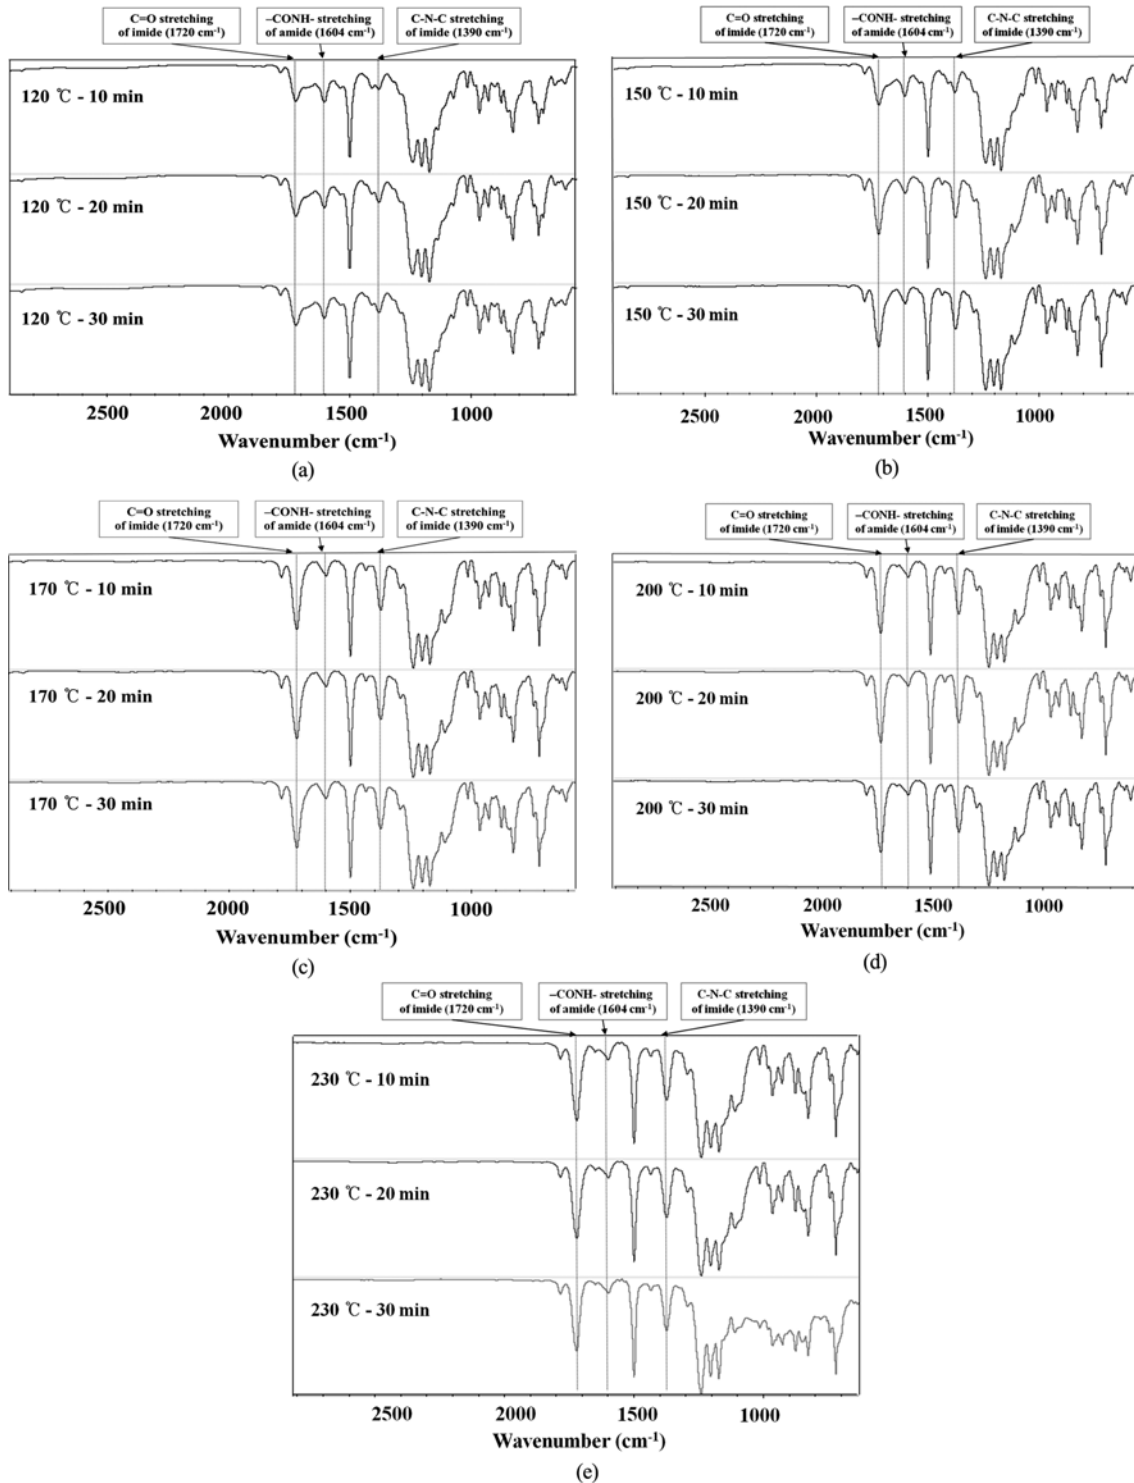 C=O stretching
of imide (1720 cm-1)
–CONH- stretching
of amide (1604 cm-1)
C-N-C stretching
of imide (1390 cm-1)
120 ℃ - 10 min
120 ℃ - 20 min
120 ℃ - 30 min
2500 2000 1500 1000
Wavenumber (cm-1)
(a)
C=O stretching
of imide (1720 cm-1)
–CONH- stretching
of amide (1604 cm-1)
C-N-C stretching
of imide (1390 cm-1)
150 ℃ - 10 min
150 ℃ - 20 min
150 ℃ - 30 min
2500 2000 1500 1000
Wavenumber (cm-1)
(b)
C=O stretching
of imide (1720 cm-1)
–CONH- stretching
of amide (1604 cm-1)
C-N-C stretching
of imide (1390 cm-1)
170 ℃ - 10 min
170 ℃ - 20 min
170 ℃ - 30 min
2500 2000 1500 1000
Wavenumber (cm-1)
(c)
C=O stretching
of imide (1720 cm-1)
–CONH- stretching
of amide (1604 cm-1)
C-N-C stretching
of imide (1390 cm-1)
200 ℃ - 10 min
200 ℃ - 20 min
200 ℃ - 30 min
2500 2000 1500 1000
Wavenumber (cm-1)
(d)
C=O stretching
of imide (1720 cm-1)
–CONH- stretching
of amide (1604 cm-1)
C-N-C stretching
of imide (1390 cm-1)
230 ℃ - 10 min
230 ℃ - 20 min
230 ℃ - 30 min
2500 2000 1500 1000
Wavenumber (cm-1)
(e)